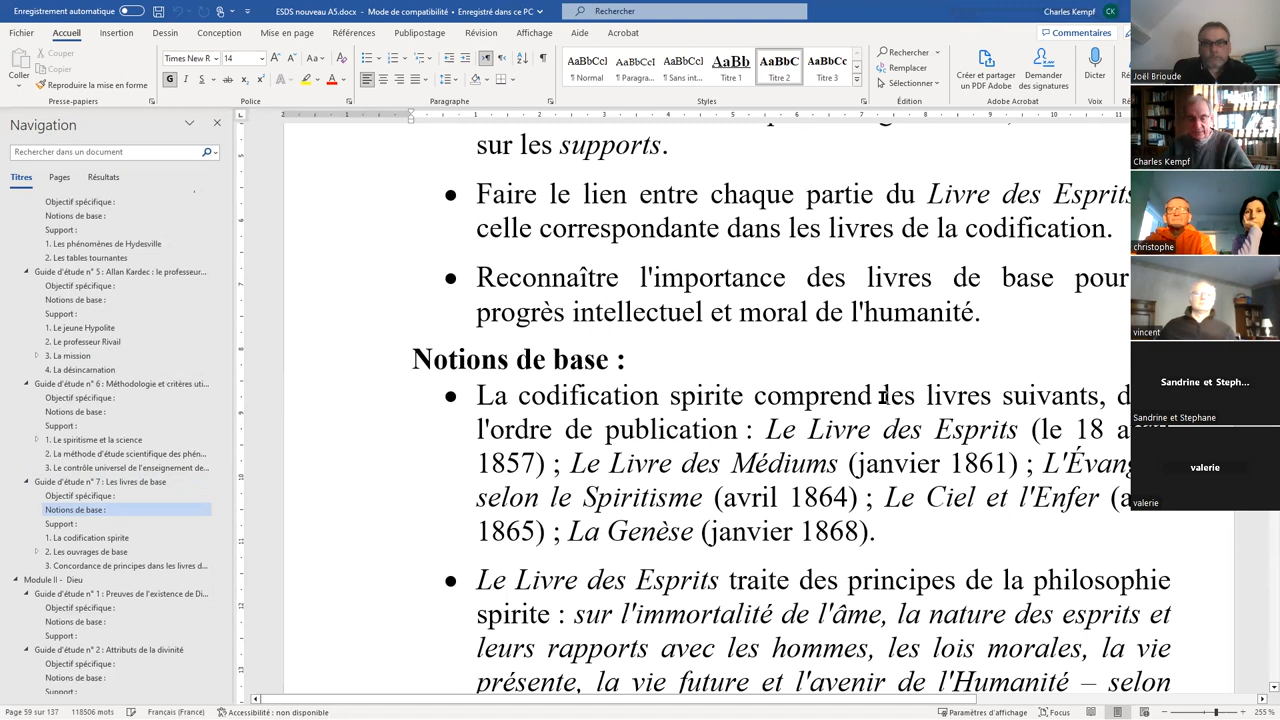 Enregistrement automatique
ESDS nouveau A5.docx - Mode de compatibilité - Enregistré dans ce PC
Rechercher
Charles Kempf
CK
Fichier Accueil Insertion Dessin Conception Mise en page Références Publipostage Révision Affichage Aide Acrobat
Commentaires
Coller
Couper
Copier
Reproduire la mise en forme
Presse-papiers
Times New R
14
Police
Paragraphe
AaBbCc
¶ Normal
AaBbCcI
¶ Paragra...
AaBbCc
¶ Sans int...
AaBb
Titre 1
AaBbC
Titre 2
AaBbCc
Titre 3
Styles
Rechercher
Remplacer
Sélectionner
Édition
Créer et partager
un PDF Adobe
Demander
des signatures
Adobe Acrobat
Dicter
Voix
Navigation
Rechercher dans un document
Titres Pages Résultats
Objectif spécifique :
Notions de base :
Support :
1. Les phénomènes de Hydesville
2. Les tables tournantes
Guide d'étude n° 5 : Allan Kardec : le professeur...
Objectif spécifique :
Notions de base :
Support :
1. Le jeune Hypolite
2. Le professeur Rivail
3. La mission
4. La désincarnation
Guide d'étude n° 6 : Méthodologie et critères uti...
Objectif spécifique :
Notions de base :
Support :
1. Le spiritisme et la science
2. La méthode d'étude scientifique des phén...
3. Le contrôle universel de l'enseignement de...
Guide d'étude n° 7 : Les livres de base
Objectif spécifique :
Notions de base :
Support :
1. La codification spirite
2. Les ouvrages de base
3. Concordance de principes dans les livres d...
Module II - Dieu
Guide d'étude n° 1 : Preuves de l'existence de Di...
Objectif spécifique :
Notions de base :
Support :
Guide d'étude n° 2 : Attributs de la divinité
Objectif spécifique :
Notions de base :
Support :
sur les supports.
● Faire le lien entre chaque partie du Livre des Esprits
celle correspondante dans les livres de la codification.
● Reconnaître l'importance des livres de base pour
progrès intellectuel et moral de l'humanité.
Notions de base :
● La codification spirite comprend les livres suivants, d
l'ordre de publication : Le Livre des Esprits (le 18
1857) ; Le Livre des Médiums (janvier 1861) ; L'Évang
selon le Spiritisme (avril 1864) ; Le Ciel et l'Enfer (a
1865) ; La Genèse (janvier 1868).
● Le Livre des Esprits traite des principes de la philosophie
spirite : sur l'immortalité de l'âme, la nature des esprits et
leurs rapports avec les hommes, les lois morales, la vie
présente, la vie future et l'avenir de l'Humanité – selon
Joël Brioude
Charles Kempf
christophe
vincent
Sandrine et Steph...
Sandrine et Stephane
valerie
valerie
Page 59 sur 137
118506 mots
Français (France)
Accessibilité : non disponible
Paramètres d'affichage
Focus
255 %